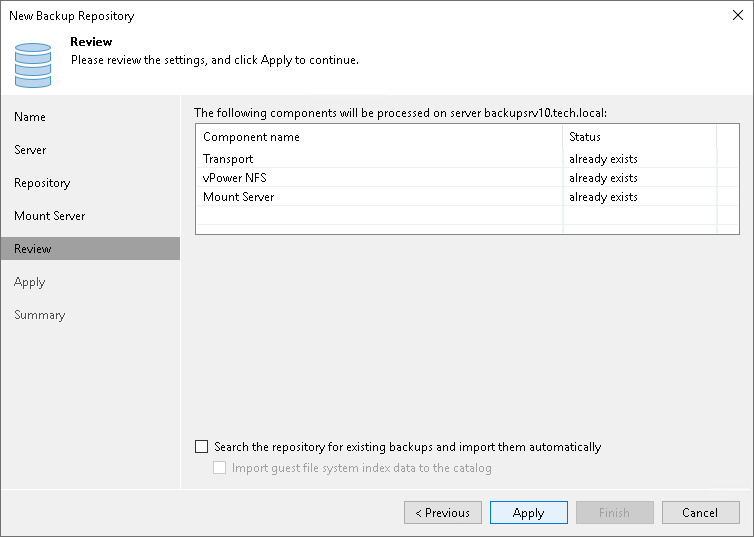 New Backup Repository
Review
Please review the settings, and click Apply to continue.
Name
Server
Repository
Mount Server
Review
Apply
Summary
The following components will be processed on server backupsrv10.tech.local:
Component name Status
Transport already exists
vPower NFS already exists
Mount Server already exists
Search the repository for existing backups and import them automatically
Import guest file system index data to the catalog
< Previous Apply Finish Cancel